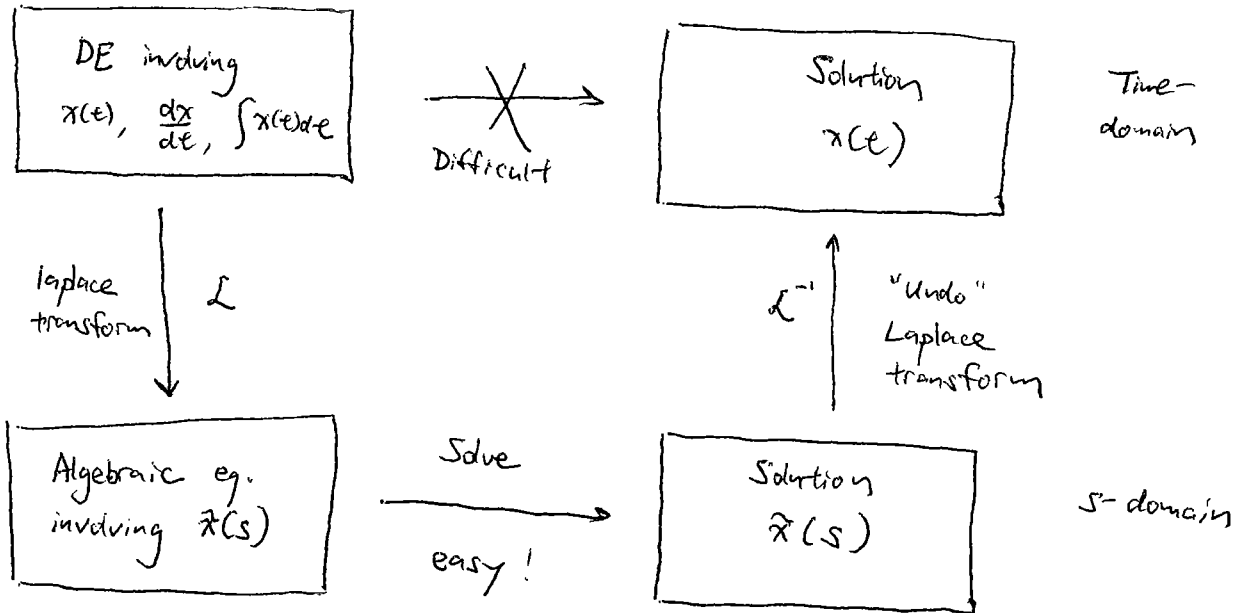 DE involving
x(t), dx/dt, ∫x(t)dt
Difficult
Solution
x(t)
Time-
domain
laplace
transform
ℒ
ℒ⁻¹
"Undo"
Laplace
transform
Algebraic eq.
involving x̃(s)
Solve
easy!
Solution
x̃(s)
s-domain